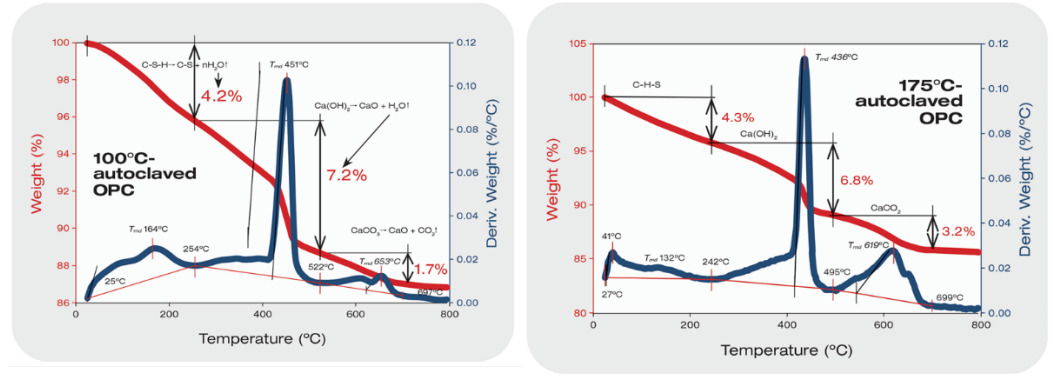 100
98
96
94
92
90
88
86
Weight (%)
0.12
0.10
0.08
0.06
0.04
0.02
0.00
Deriv. Weight (%/°C)
0
200
400
600
800
Temperature (°C)
C-S-H→C-S + nH₂O↑
4.2%
Tmd 451°C
Ca(OH)₂→ CaO + H₂O↑
7.2%
100°C-
autoclaved
OPC
CaCO₃→ CaO + CO₂↑
1.7%
Tmd 164°C
254°C
25°C
522°C
Tmd 653°C
697°C
105
100
95
90
85
80
Weight (%)
0.12
0.10
0.08
0.06
0.04
0.02
0.00
Deriv. Weight (%/°C)
0
200
400
600
800
Temperature (°C)
Tmd 436°C
C-H-S
4.3%
175°C-
autoclaved
OPC
Ca(OH)₂
6.8%
CaCO₂
3.2%
41°C
Tmd 132°C
Tmd 619°C
27°C
242°C
495°C
699°C